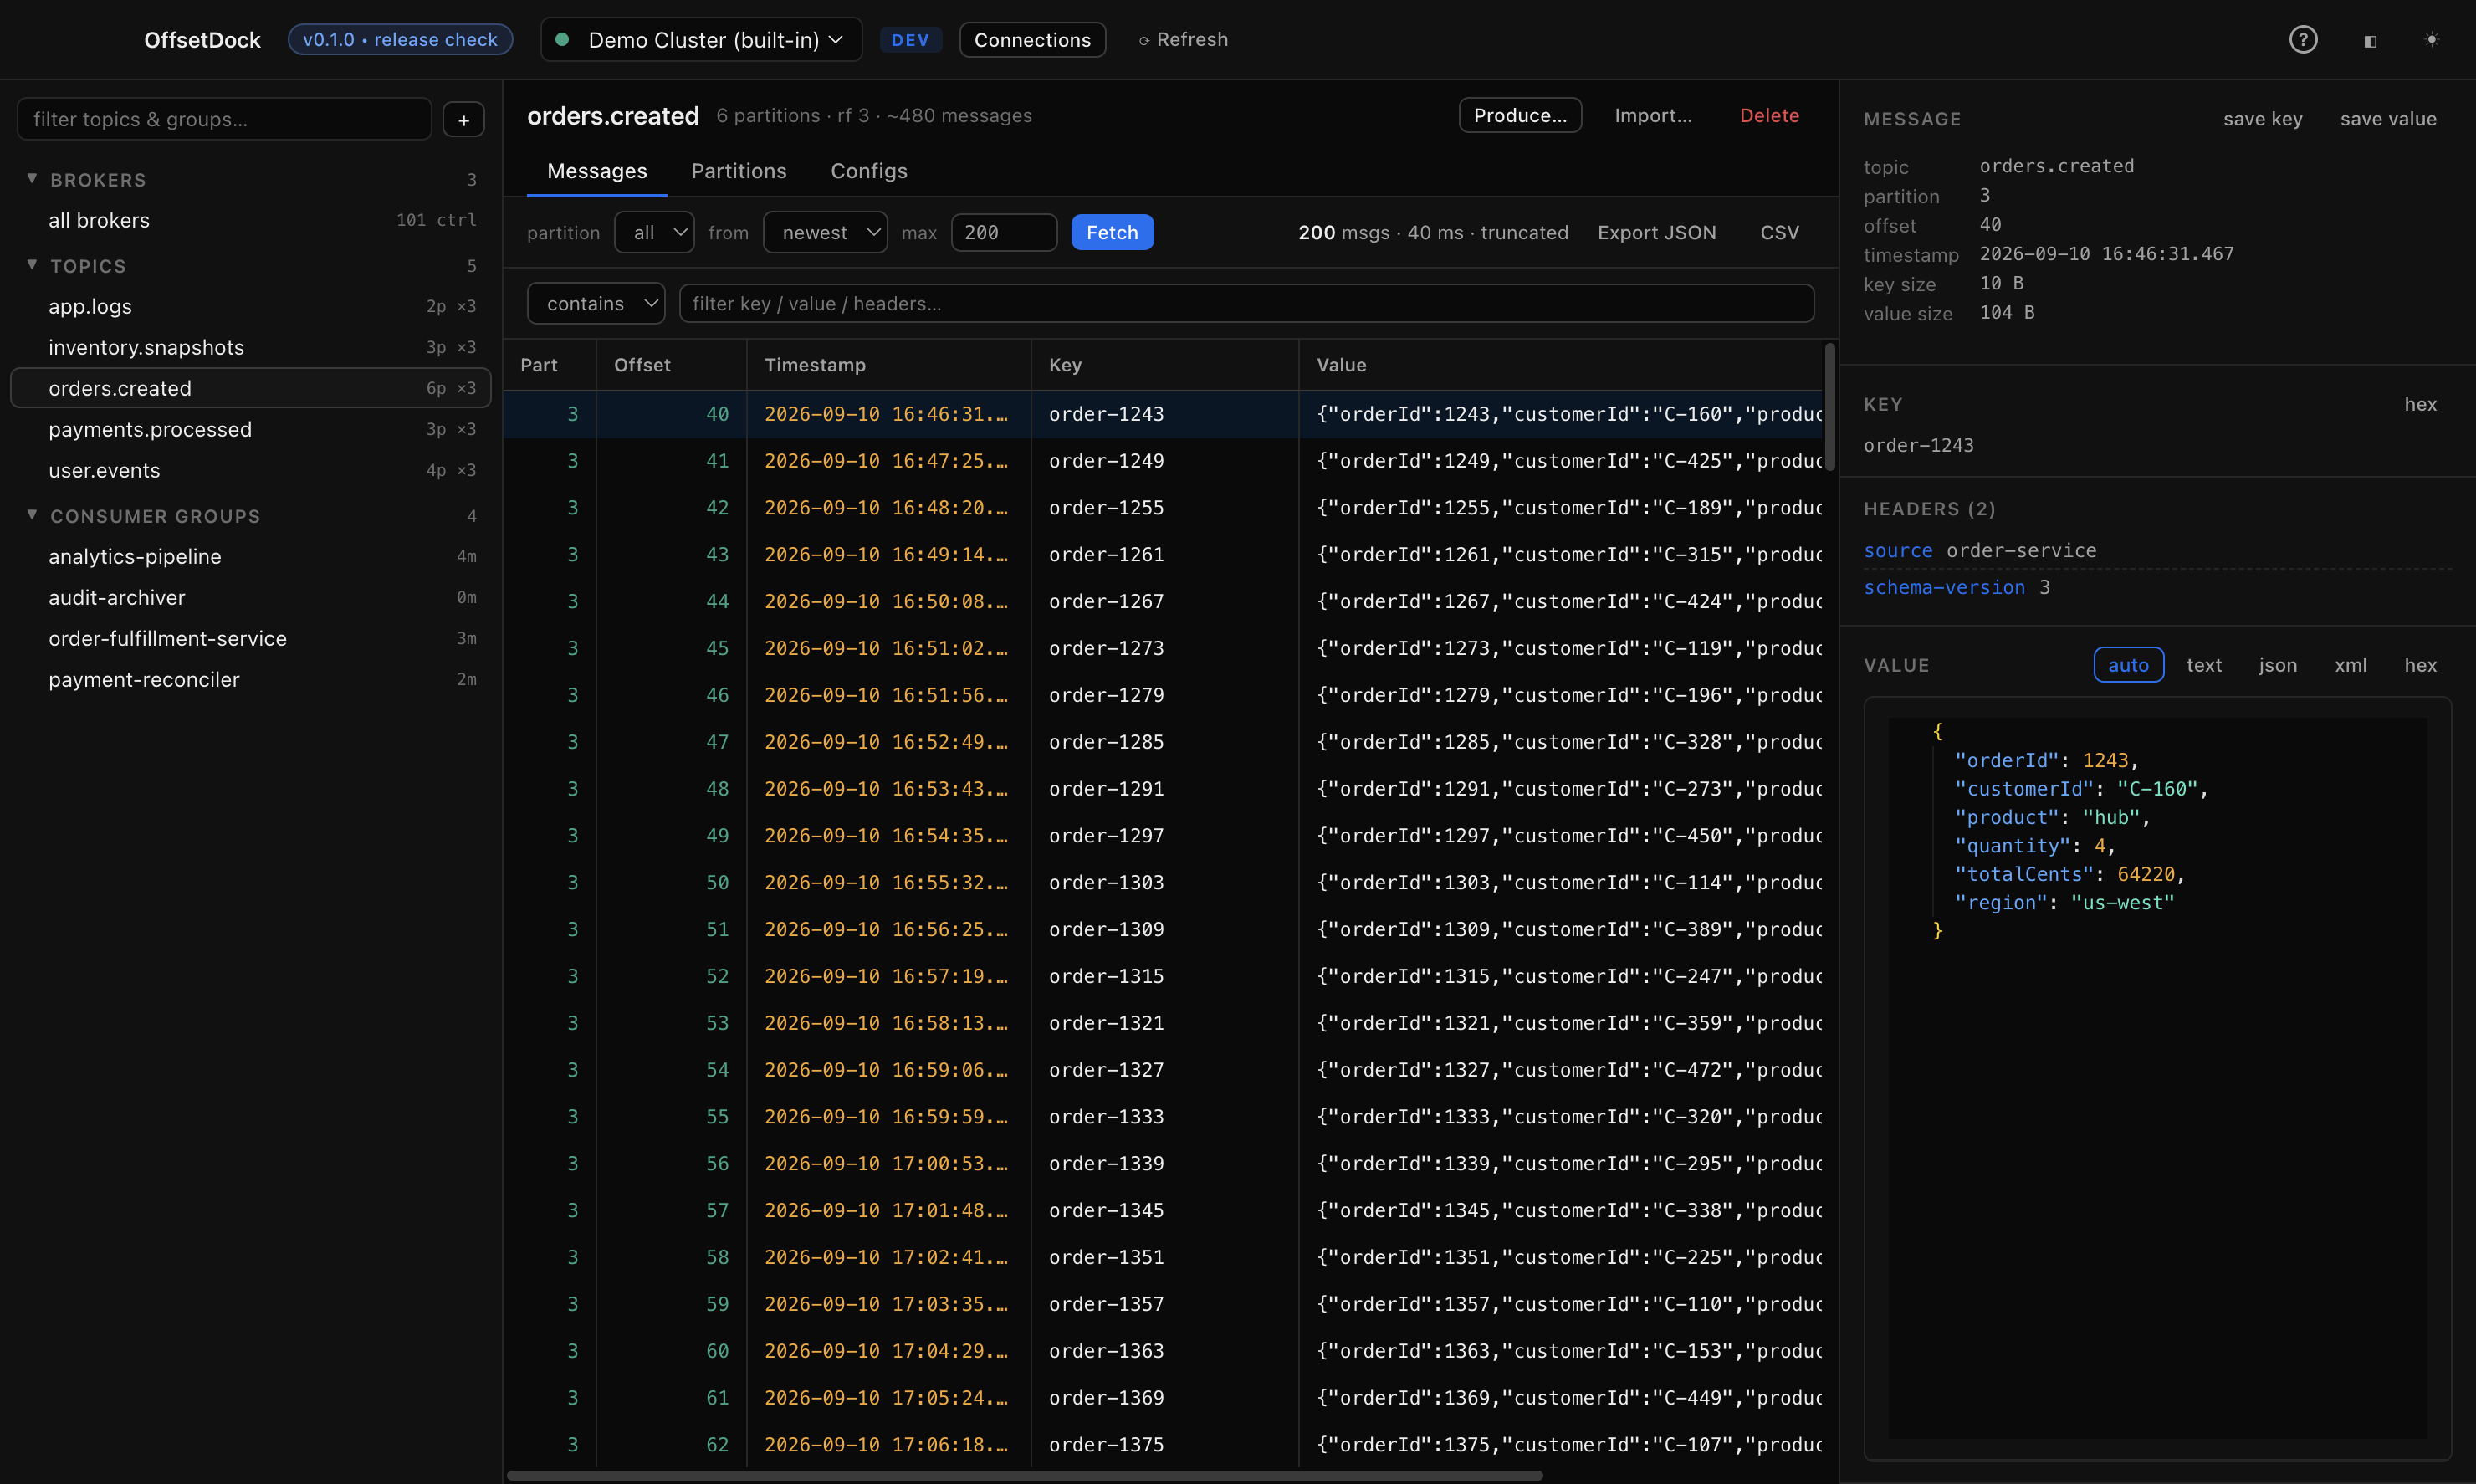 OffsetDock v0.1.0 • release check Demo Cluster (built-in) DEV Connections Refresh ?
filter topics & groups... +
BROKERS 3
all brokers 101 ctrl
TOPICS 5
app.logs 2p ×3
inventory.snapshots 3p ×3
orders.created 6p ×3
payments.processed 3p ×3
user.events 4p ×3
CONSUMER GROUPS 4
analytics-pipeline 4m
audit-archiver 0m
order-fulfillment-service 3m
payment-reconciler 2m
orders.created 6 partitions · rf 3 · ~480 messages Produce... Import... Delete
Messages Partitions Configs
partition all from newest max 200 Fetch 200 msgs · 40 ms · truncated Export JSON CSV
contains filter key / value / headers...
Part Offset Timestamp Key Value
3 40 2026-09-10 16:46:31.… order-1243 {"orderId":1243,"customerId":"C-160","produc
3 41 2026-09-10 16:47:25.… order-1249 {"orderId":1249,"customerId":"C-425","produc
3 42 2026-09-10 16:48:20.… order-1255 {"orderId":1255,"customerId":"C-189","produc
3 43 2026-09-10 16:49:14.… order-1261 {"orderId":1261,"customerId":"C-315","produc
3 44 2026-09-10 16:50:08.… order-1267 {"orderId":1267,"customerId":"C-424","produc
3 45 2026-09-10 16:51:02.… order-1273 {"orderId":1273,"customerId":"C-119","produc
3 46 2026-09-10 16:51:56.… order-1279 {"orderId":1279,"customerId":"C-196","produc
3 47 2026-09-10 16:52:49.… order-1285 {"orderId":1285,"customerId":"C-328","produc
3 48 2026-09-10 16:53:43.… order-1291 {"orderId":1291,"customerId":"C-273","produc
3 49 2026-09-10 16:54:35.… order-1297 {"orderId":1297,"customerId":"C-450","produc
3 50 2026-09-10 16:55:32.… order-1303 {"orderId":1303,"customerId":"C-114","produc
3 51 2026-09-10 16:56:25.… order-1309 {"orderId":1309,"customerId":"C-389","produc
3 52 2026-09-10 16:57:19.… order-1315 {"orderId":1315,"customerId":"C-247","produc
3 53 2026-09-10 16:58:13.… order-1321 {"orderId":1321,"customerId":"C-359","produc
3 54 2026-09-10 16:59:06.… order-1327 {"orderId":1327,"customerId":"C-472","produc
3 55 2026-09-10 16:59:59.… order-1333 {"orderId":1333,"customerId":"C-320","produc
3 56 2026-09-10 17:00:53.… order-1339 {"orderId":1339,"customerId":"C-295","produc
3 57 2026-09-10 17:01:48.… order-1345 {"orderId":1345,"customerId":"C-338","produc
3 58 2026-09-10 17:02:41.… order-1351 {"orderId":1351,"customerId":"C-225","produc
3 59 2026-09-10 17:03:35.… order-1357 {"orderId":1357,"customerId":"C-110","produc
3 60 2026-09-10 17:04:29.… order-1363 {"orderId":1363,"customerId":"C-153","produc
3 61 2026-09-10 17:05:24.… order-1369 {"orderId":1369,"customerId":"C-449","produc
3 62 2026-09-10 17:06:18.… order-1375 {"orderId":1375,"customerId":"C-107","produc
MESSAGE save key save value
topic orders.created
partition 3
offset 40
timestamp 2026-09-10 16:46:31.467
key size 10 B
value size 104 B
KEY hex
order-1243
HEADERS (2)
source order-service
schema-version 3
VALUE auto text json xml hex
{
"orderId": 1243,
"customerId": "C-160",
"product": "hub",
"quantity": 4,
"totalCents": 64220,
"region": "us-west"
}